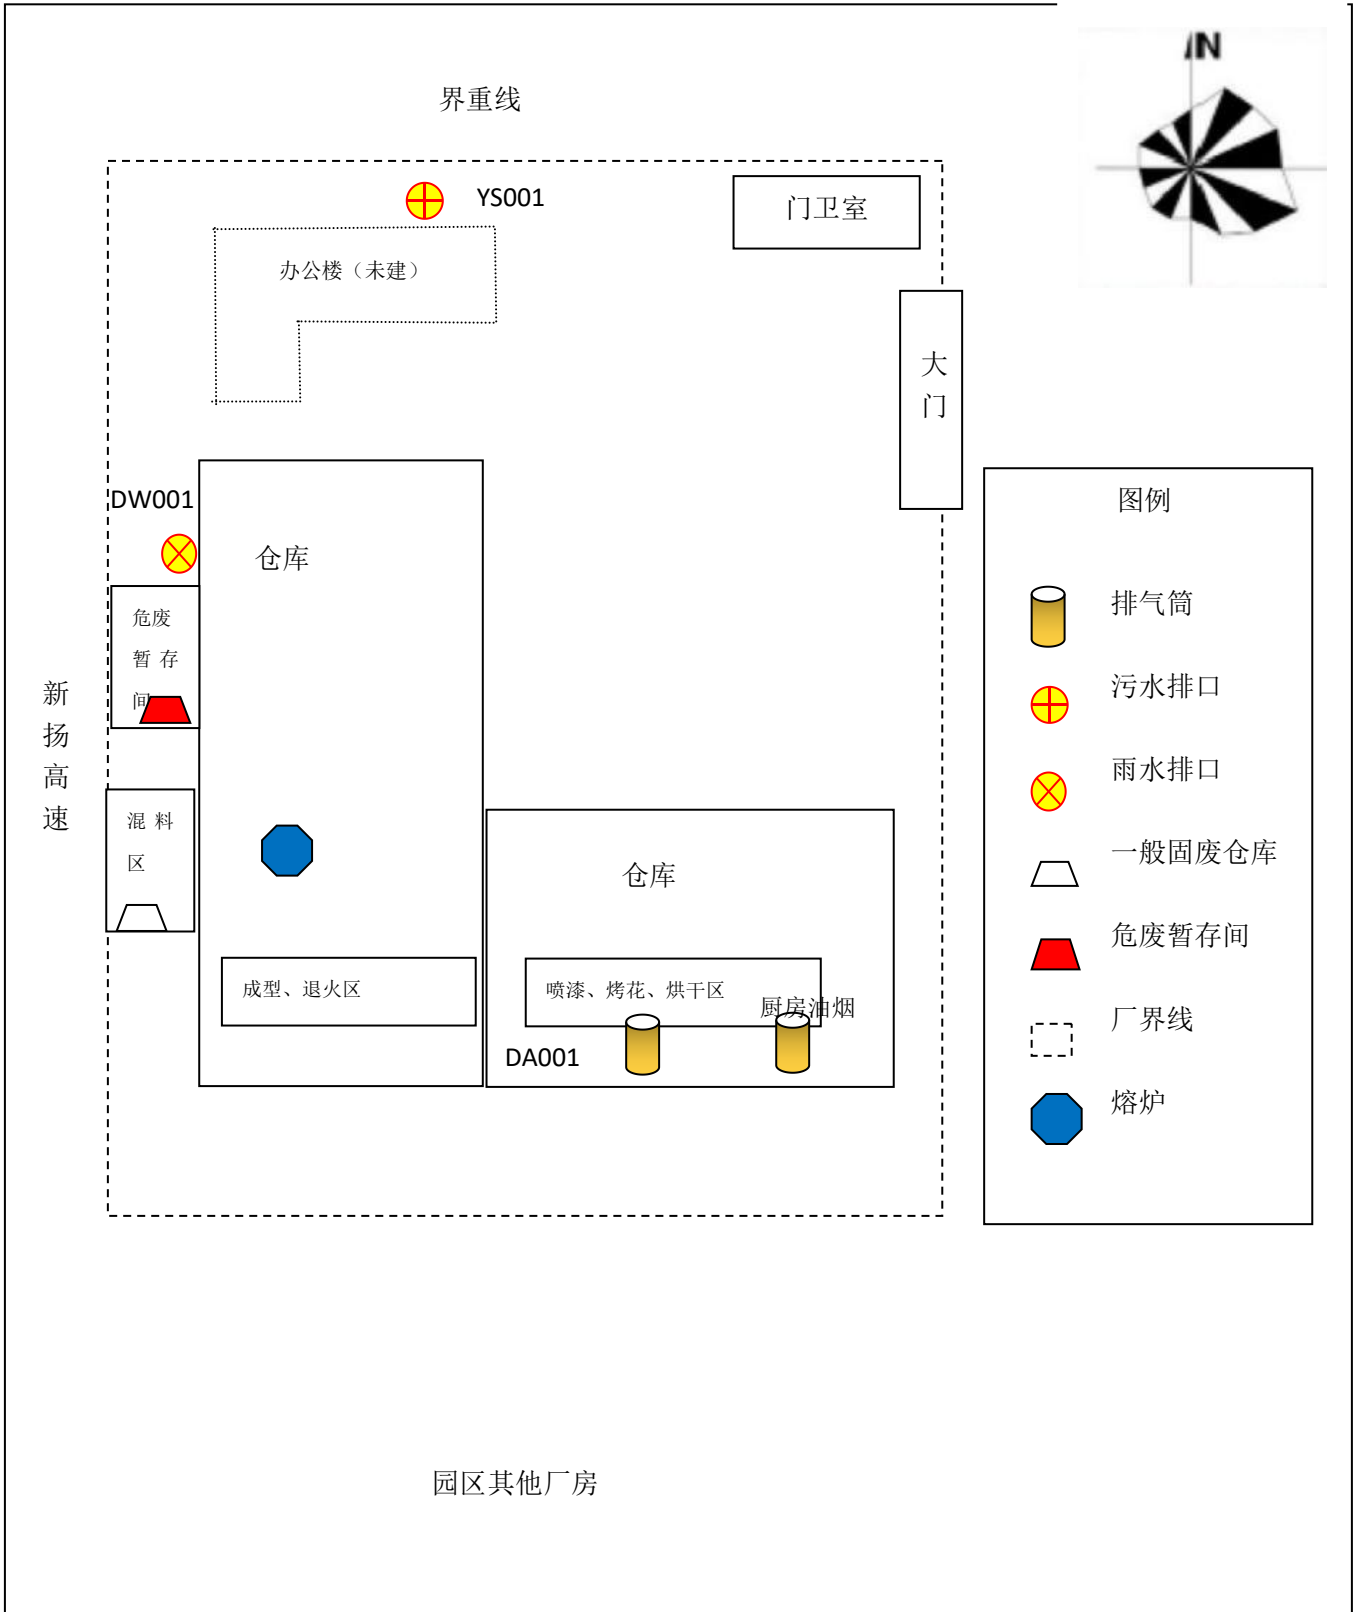 N
界重线
YS001
门卫室
办公楼（未建）
大
门
DW001
仓库
图例
排气筒
污水排口
雨水排口
一般固废仓库
危废暂存间
厂界线
熔炉
危废
暂 存
间
新
扬
高
速
混 料
区
仓库
成型、退火区
喷漆、烤花、烘干区
厨房油烟
DA001
园区其他厂房